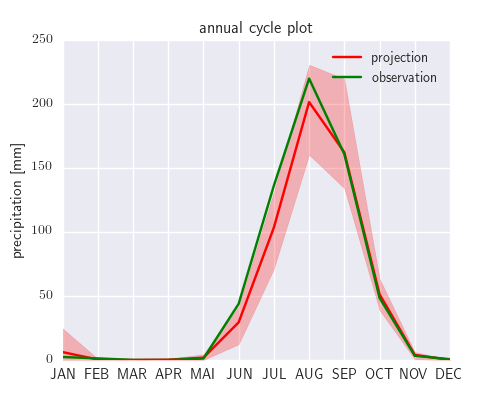 annual cycle plot
250
200
150
100
50
0
precipitation [mm]
projection
observation
JAN FEB MAR APR MAI JUN JUL AUG SEP OCT NOV DEC